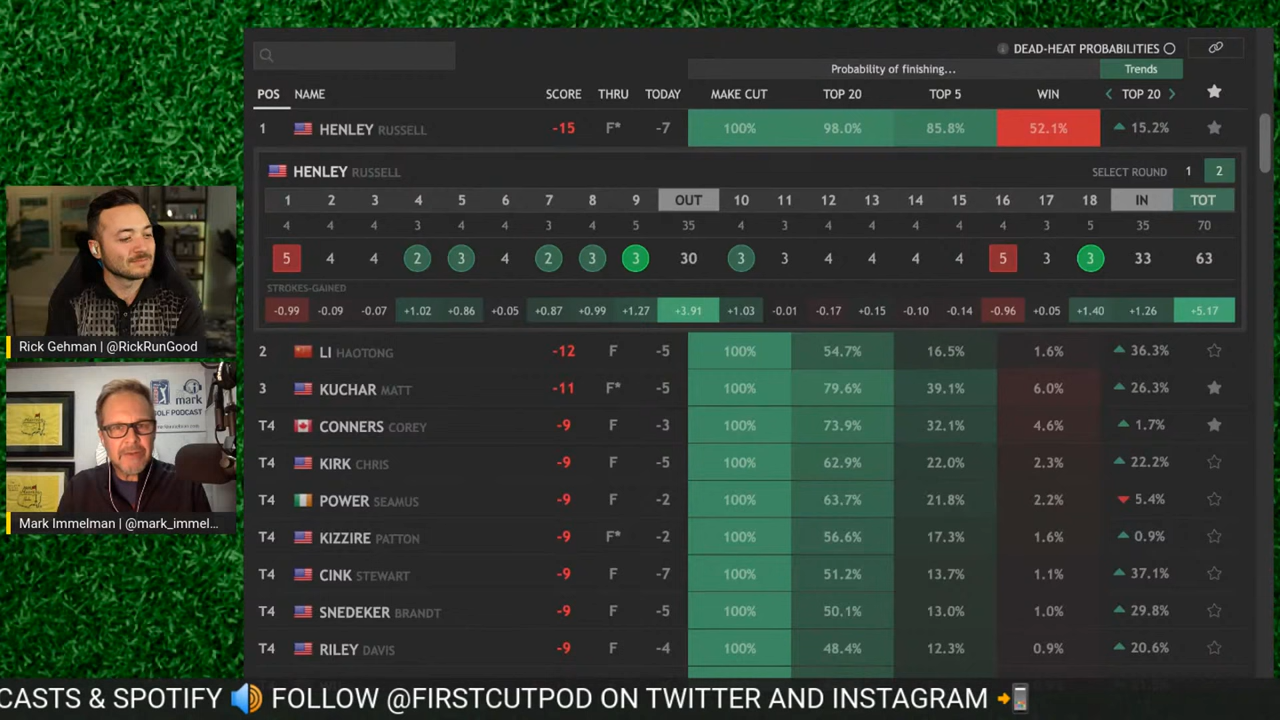 DEAD-HEAT PROBABILITIES
Probability of finishing...
Trends
POS NAME SCORE THRU TODAY MAKE CUT TOP 20 TOP 5 WIN < TOP 20 >
1 HENLEY RUSSELL -15 F* -7 100% 98.0% 85.8% 52.1% 15.2%
HENLEY RUSSELL SELECT ROUND 1 2
1 2 3 4 5 6 7 8 9 OUT 10 11 12 13 14 15 16 17 18 IN TOT
4 4 4 3 4 4 4 4 5 35 4 3 4 4 4 4 4 3 5 35 70
5 4 4 2 3 4 3 3 3 30 3 3 4 4 4 4 5 3 3 33 63
STROKES-GAINED
-0.99 -0.09 -0.07 +1.02 +0.86 +0.05 +0.87 +0.99 +1.27 +3.91 +1.03 -0.01 -0.17 +0.15 -0.10 -0.14 -0.96 +0.05 +1.40 +1.26 +5.17
2 LI HAOTONG -12 F -5 100% 54.7% 16.5% 1.6% 36.3%
3 KUCHAR MATT -11 F* -5 100% 79.6% 39.1% 6.0% 26.3%
T4 CONNERS COREY -9 F -3 100% 73.9% 32.1% 4.6% 1.7%
T4 KIRK CHRIS -9 F -5 100% 62.9% 22.0% 2.3% 22.2%
T4 POWER SEAMUS -9 F -2 100% 63.7% 21.8% 2.2% 5.4%
T4 KIZZIRE PATTON -9 F* -2 100% 56.6% 17.3% 1.6% 0.9%
T4 CINK STEWART -9 F -7 100% 51.2% 13.7% 1.1% 37.1%
T4 SNEDEKER BRANDT -9 F -5 100% 50.1% 13.0% 1.0% 29.8%
T4 RILEY DAVIS -9 F -4 100% 48.4% 12.3% 0.9% 20.6%
Rick Gehman | @RickRunGood
mark
GOLF PODCAST
Mark Immelman | @mark_immel...
CASTS & SPOTIFY 🔊 FOLLOW @FIRSTCUTPOD ON TWITTER AND INSTAGRAM 📲